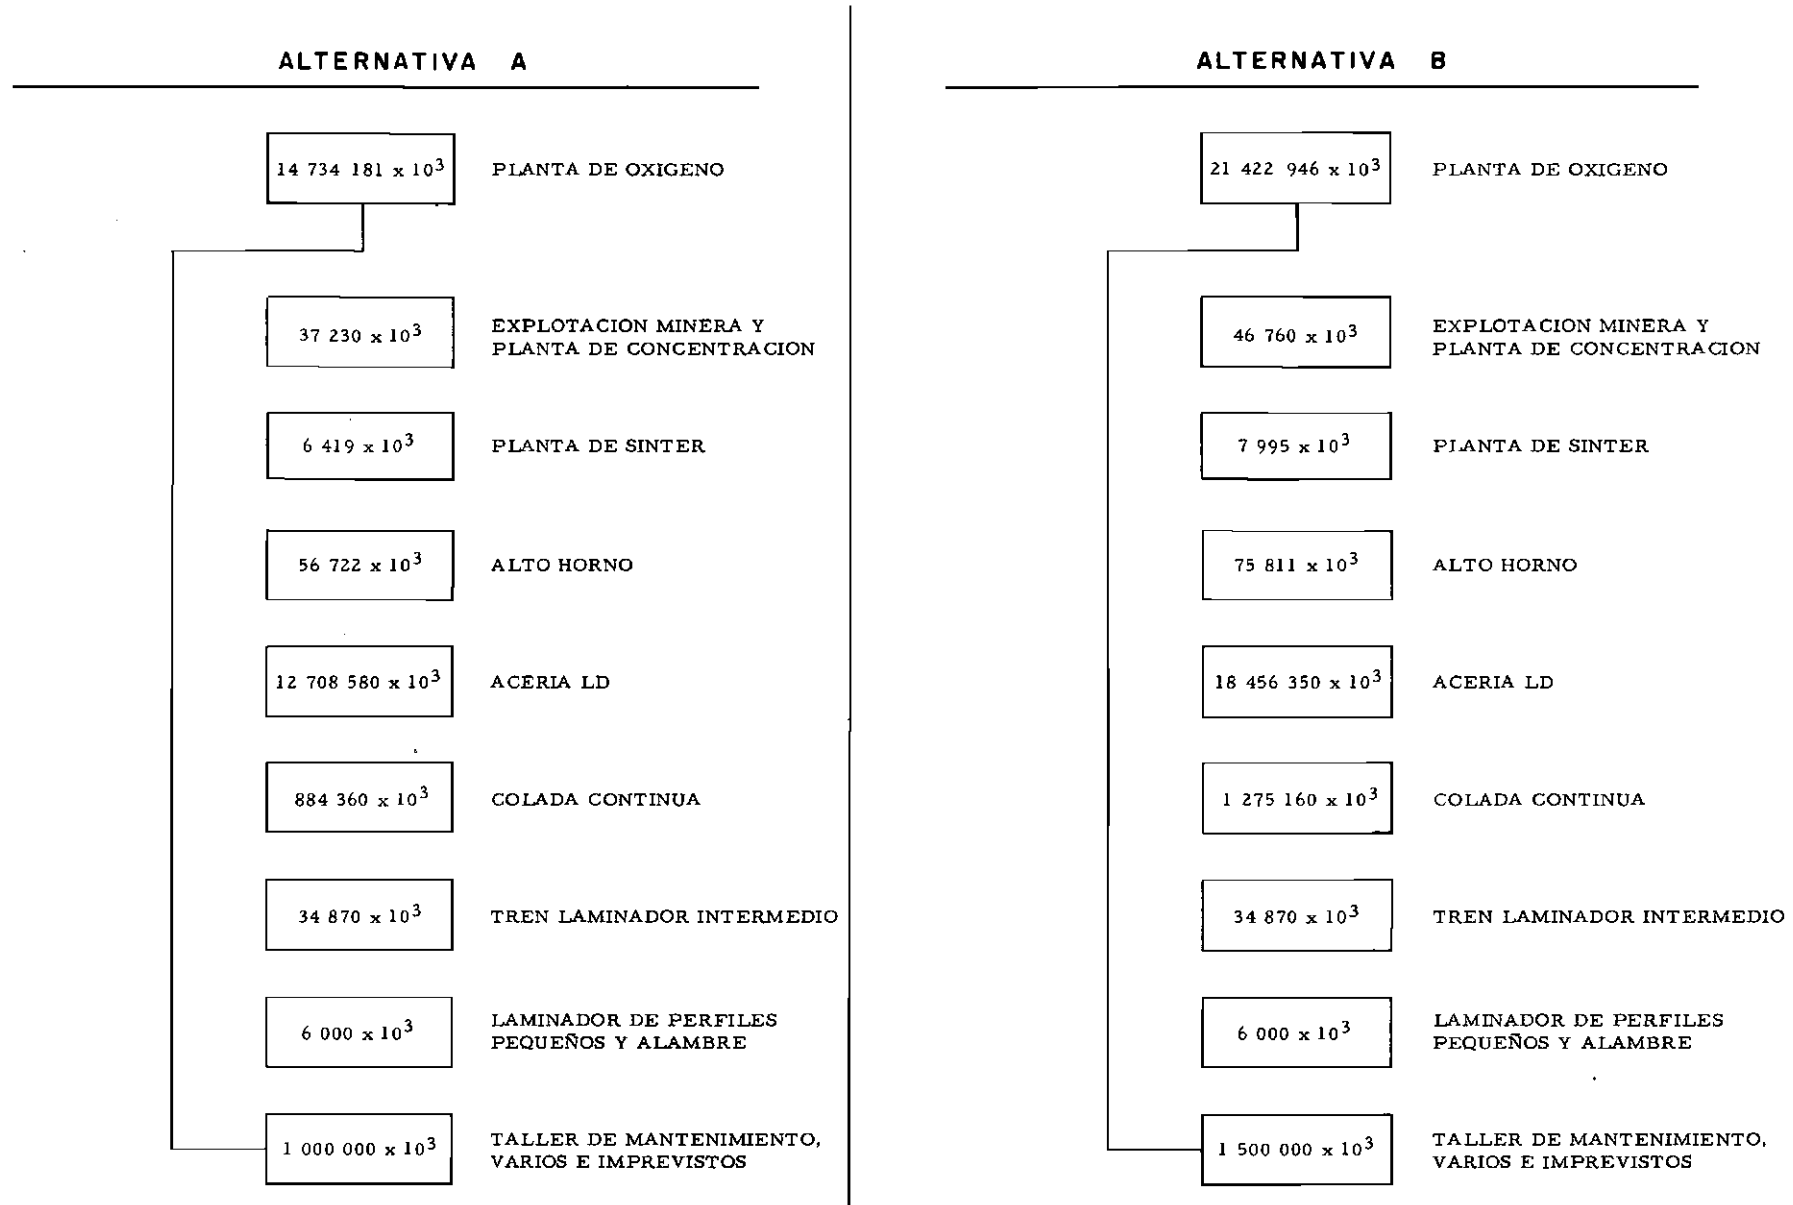 ALTERNATIVA A
14 734 181 x 10³
PLANTA DE OXIGENO
37 230 x 10³
EXPLOTACION MINERA Y
PLANTA DE CONCENTRACION
6 419 x 10³
PLANTA DE SINTER
56 722 x 10³
ALTO HORNO
12 708 580 x 10³
ACERIA LD
884 360 x 10³
COLADA CONTINUA
34 870 x 10³
TREN LAMINADOR INTERMEDIO
6 000 x 10³
LAMINADOR DE PERFILES
PEQUEÑOS Y ALAMBRE
1 000 000 x 10³
TALLER DE MANTENIMIENTO,
VARIOS E IMPREVISTOS
ALTERNATIVA B
21 422 946 x 10³
PLANTA DE OXIGENO
46 760 x 10³
EXPLOTACION MINERA Y
PLANTA DE CONCENTRACION
7 995 x 10³
PLANTA DE SINTER
75 811 x 10³
ALTO HORNO
18 456 350 x 10³
ACERIA LD
1 275 160 x 10³
COLADA CONTINUA
34 870 x 10³
TREN LAMINADOR INTERMEDIO
6 000 x 10³
LAMINADOR DE PERFILES
PEQUEÑOS Y ALAMBRE
1 500 000 x 10³
TALLER DE MANTENIMIENTO,
VARIOS E IMPREVISTOS